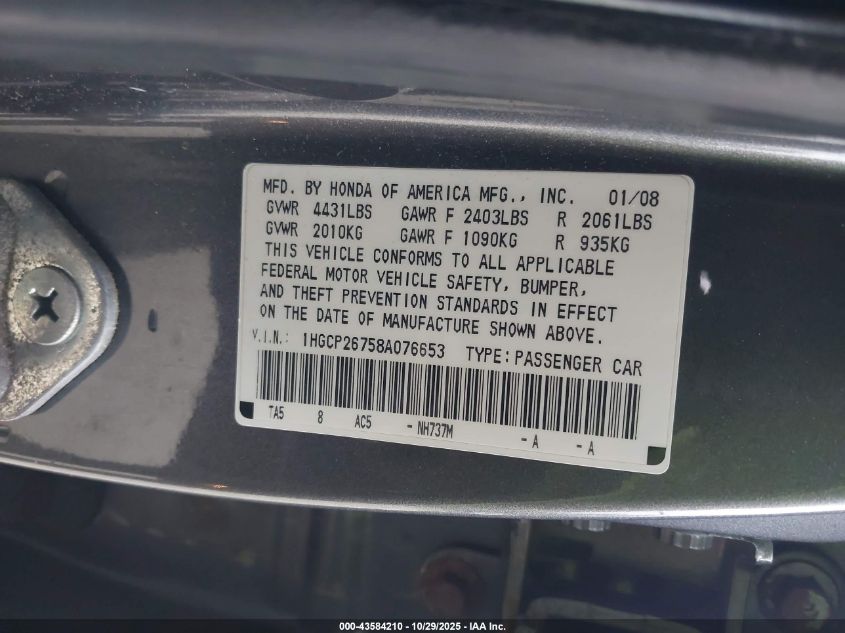 MFD. BY HONDA OF AMERICA MFG., INC. 01/08
GVWR 4431LBS GAWR F 2403LBS R 2061LBS
GVWR 2010KG GAWR F 1090KG R 935KG
THIS VEHICLE CONFORMS TO ALL APPLICABLE
FEDERAL MOTOR VEHICLE SAFETY, BUMPER,
AND THEFT PREVENTION STANDARDS IN EFFECT
ON THE DATE OF MANUFACTURE SHOWN ABOVE.
V.I.N.: 1HGCP26758A076653 TYPE:PASSENGER CAR
TA5 8 AC5 -NH737M -A -A
000-43584210 - 10/29/2025 - IAA Inc.